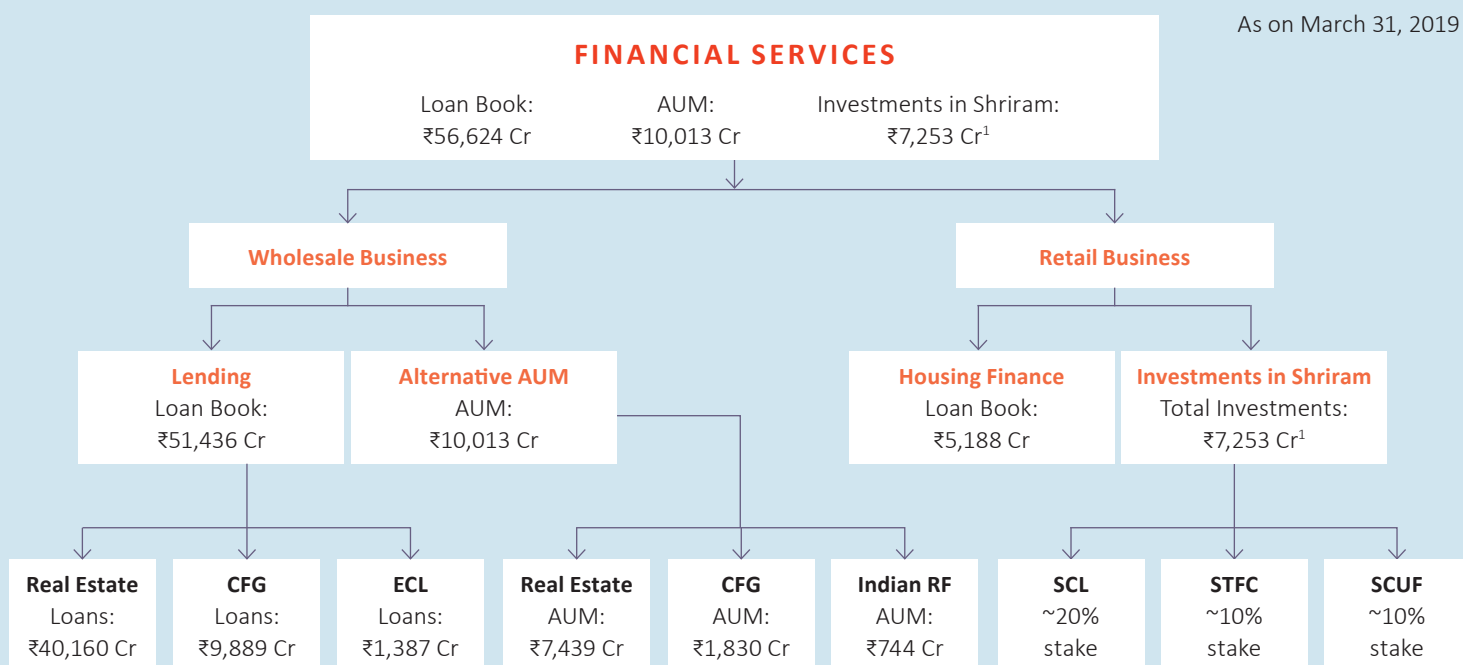 As on March 31, 2019
FINANCIAL SERVICES
Loan Book:
₹56,624 Cr
AUM:
₹10,013 Cr
Investments in Shriram:
₹7,253 Cr¹
Wholesale Business
Retail Business
Lending
Loan Book:
₹51,436 Cr
Alternative AUM
AUM:
₹10,013 Cr
Housing Finance
Loan Book:
₹5,188 Cr
Investments in Shriram
Total Investments:
₹7,253 Cr¹
Real Estate
Loans:
₹40,160 Cr
CFG
Loans:
₹9,889 Cr
ECL
Loans:
₹1,387 Cr
Real Estate
AUM:
₹7,439 Cr
CFG
AUM:
₹1,830 Cr
Indian RF
AUM:
₹744 Cr
SCL
~20%
stake
STFC
~10%
stake
SCUF
~10%
stake